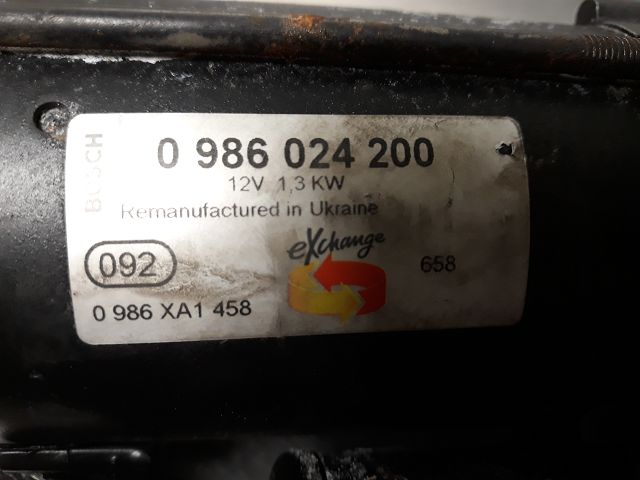 BOSCH
0 986 024 200
12V 1,3 KW
Remanufactured in Ukraine
eXchange
092
658
0 986 XA1 458